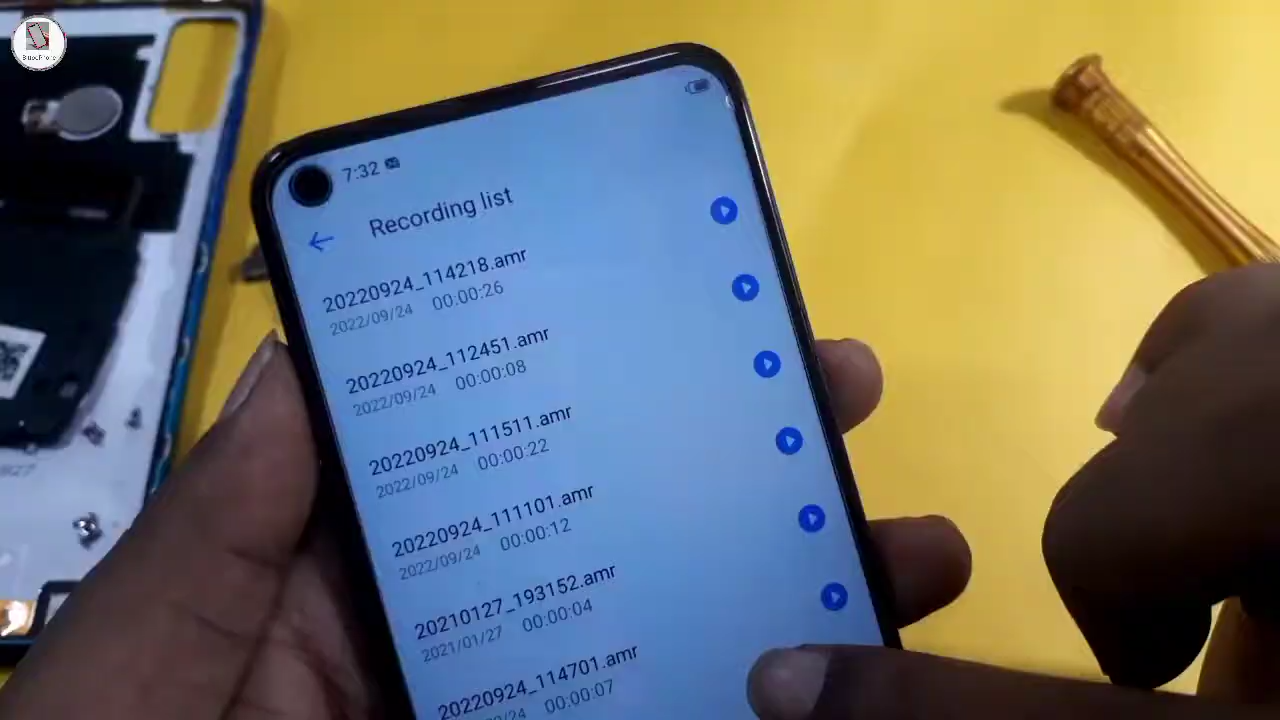 7:32
Recording list
20220924_114218.amr
2022/09/24 00:00:26
20220924_112451.amr
2022/09/24 00:00:08
20220924_111511.amr
2022/09/24 00:00:22
20220924_111101.amr
2022/09/24 00:00:12
20210127_193152.amr
2021/01/27 00:00:04
20220924_114701.amr
00:00:07